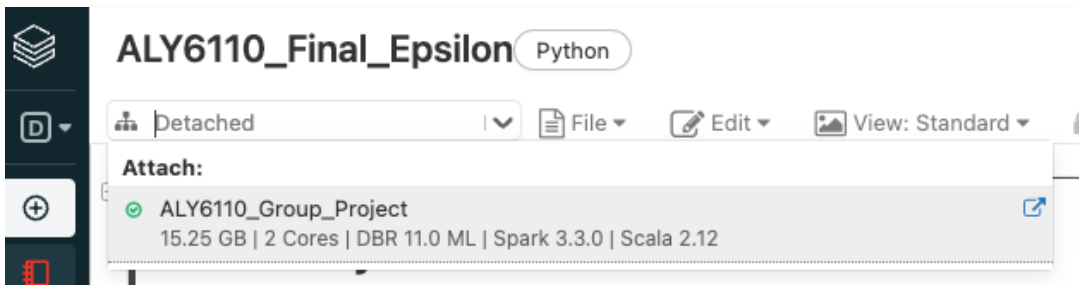 ALY6110_Final_Epsilon Python
D
Detached File Edit View: Standard
Attach:
ALY6110_Group_Project
15.25 GB | 2 Cores | DBR 11.0 ML | Spark 3.3.0 | Scala 2.12